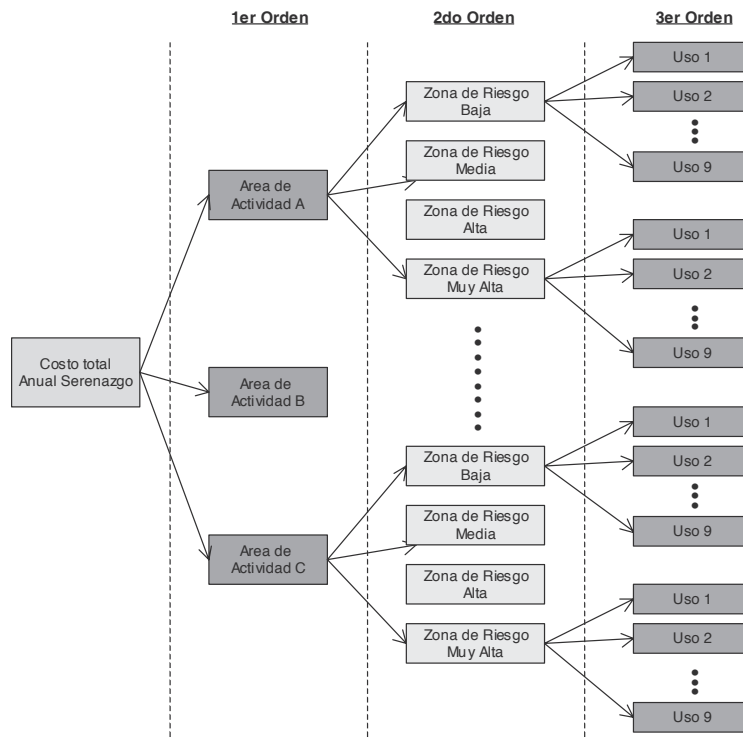 1er Orden
2do Orden
3er Orden
Costo total
Anual Serenazgo
Area de
Actividad A
Area de
Actividad B
Area de
Actividad C
Zona de Riesgo
Baja
Zona de Riesgo
Media
Zona de Riesgo
Alta
Zona de Riesgo
Muy Alta
Zona de Riesgo
Baja
Zona de Riesgo
Media
Zona de Riesgo
Alta
Zona de Riesgo
Muy Alta
Uso 1
Uso 2
Uso 9
Uso 1
Uso 2
Uso 9
Uso 1
Uso 2
Uso 9
Uso 1
Uso 2
Uso 9